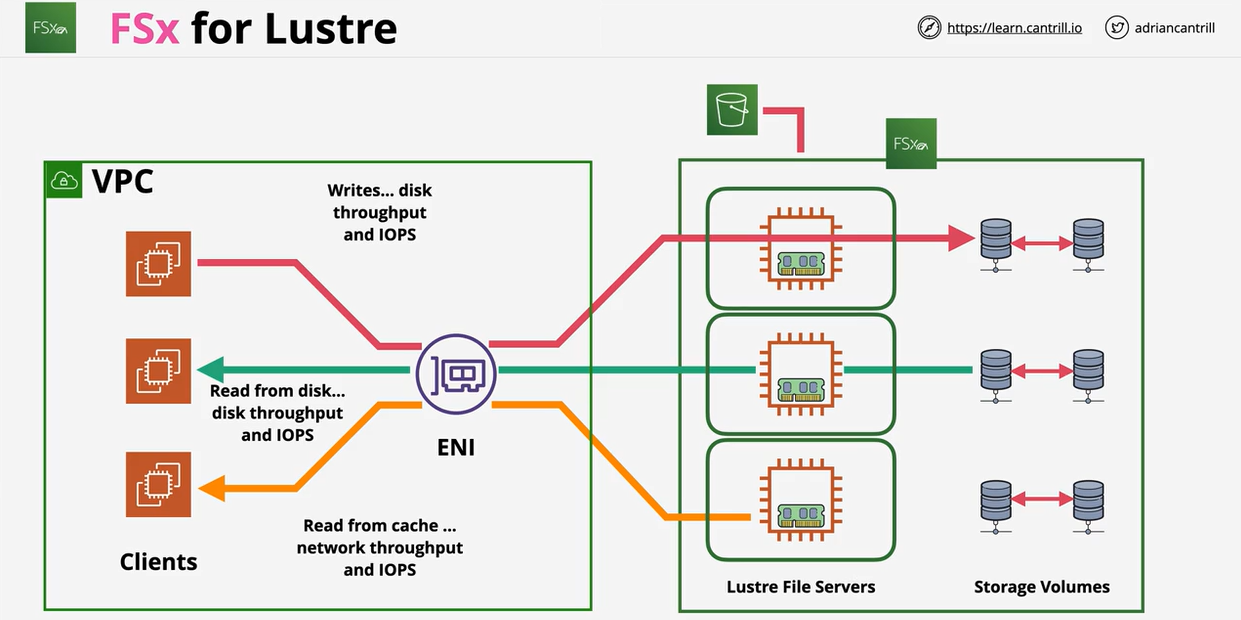 FSx
FSx for Lustre
https://learn.cantrill.io
adriancantrill
FSx
VPC
Writes... disk
throughput
and IOPS
Read from disk...
disk throughput
and IOPS
ENI
Read from cache ...
network throughput
and IOPS
Clients
Lustre File Servers
Storage Volumes